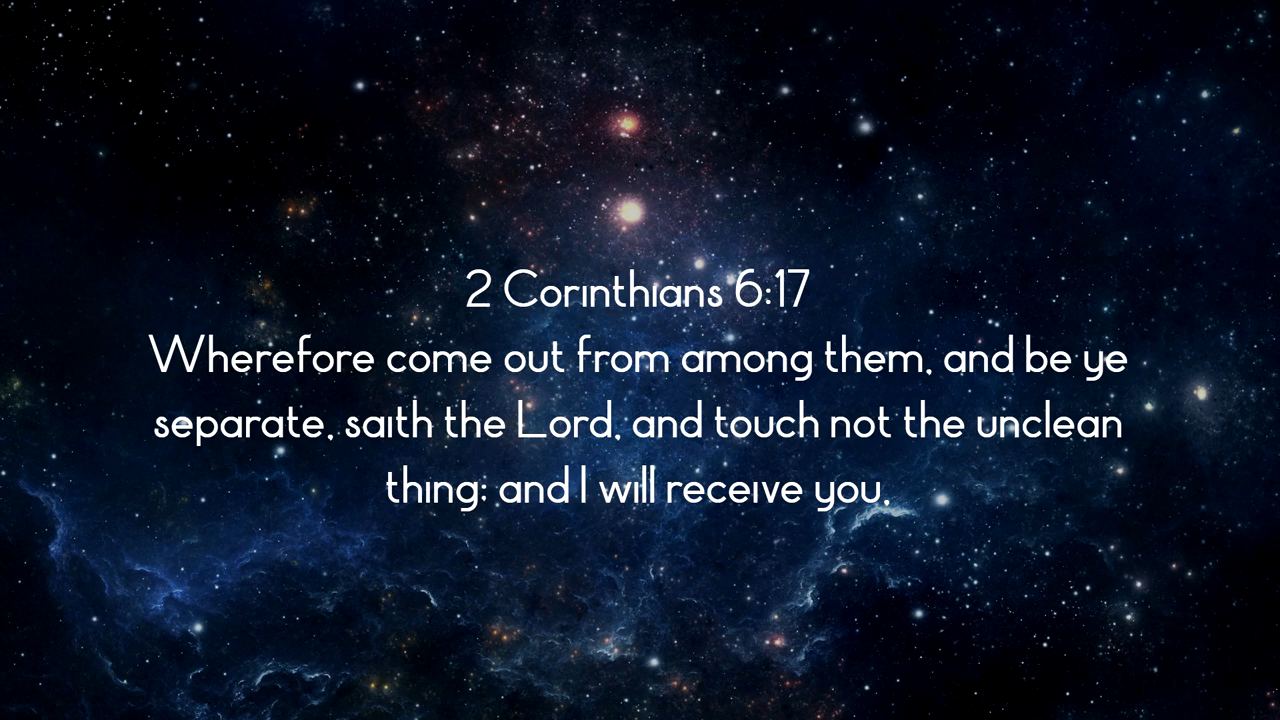 2 Corinthians 6:17
Wherefore come out from among them, and be ye
separate, saith the Lord, and touch not the unclean
thing; and I will receive you,